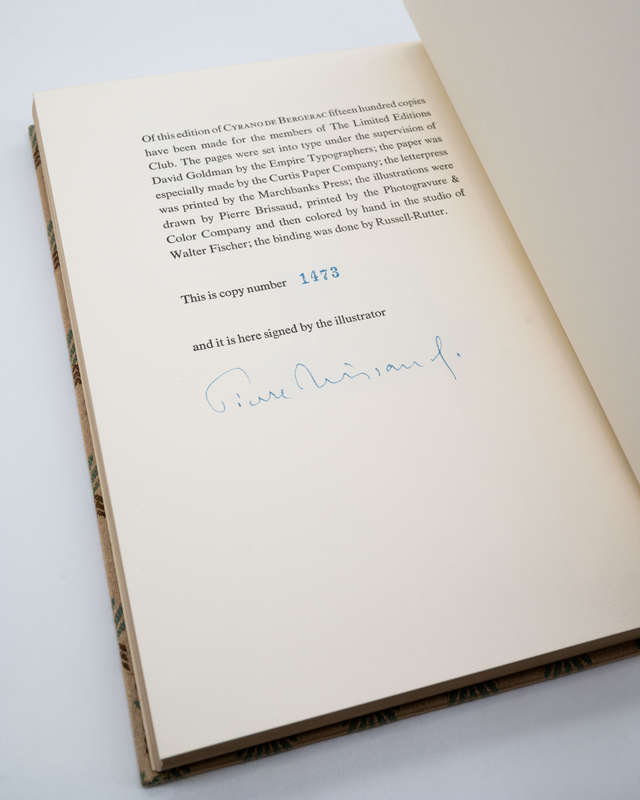 Of this edition of CYRANO DE BERGERAC fifteen hundred copies
have been made for the members of The Limited Editions
Club. The pages were set into type under the supervision of
David Goldman by the Empire Typographers; the paper was
especially made by the Curtis Paper Company; the letterpress
was printed by the Marchbanks Press; the illustrations were
drawn by Pierre Brissaud, printed by the Photogravure &
Color Company and then colored by hand in the studio of
Walter Fischer; the binding was done by Russell-Rutter.
This is copy number 1473
and it is here signed by the illustrator
Pierre Brissaud.